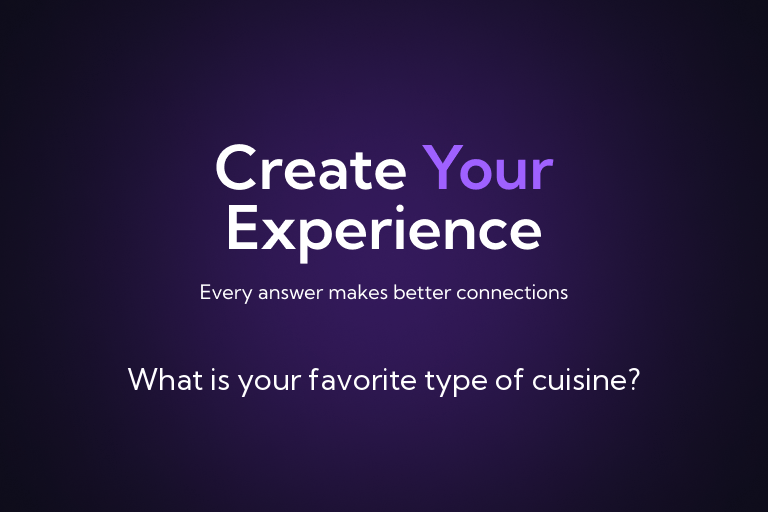 Create Your
Experience
Every answer makes better connections
What is your favorite type of cuisine?